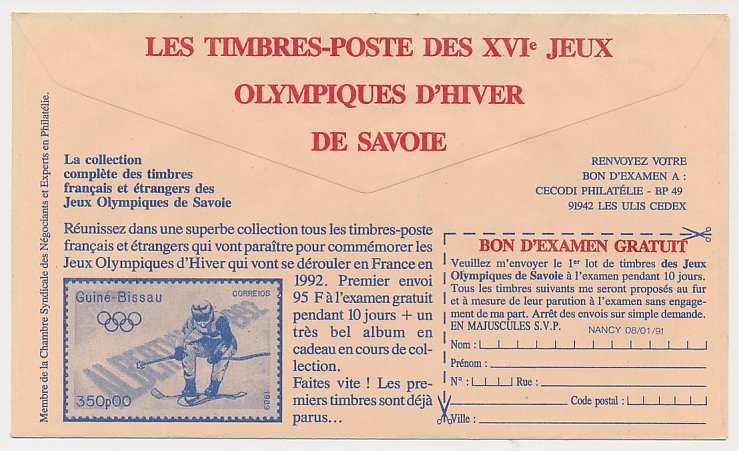 LES TIMBRES-POSTE DES XVIe JEUX
OLYMPIQUES D'HIVER
DE SAVOIE
La collection
complète des timbres
français et étrangers des
Jeux Olympiques de Savoie
RENVOYEZ VOTRE
BON D'EXAMEN A :
CECODI PHILATÉLIE - BP 49
91942 LES ULIS CEDEX
Réunissez dans une superbe collection tous les timbres-poste
français et étrangers qui vont paraître pour commémorer les
Jeux Olympiques d'Hiver qui vont se dérouler en France en
1992. Premier envoi
95 F à l'examen gratuit
pendant 10 jours + un
très bel album en
cadeau en cours de col-
lection.
Faites vite ! Les pre-
miers timbres sont déjà
parus...
Guiné-Bissau
CORREIOS
ALBERTVILLE 1992
350p00
1989
BON D'EXAMEN GRATUIT
Veuillez m'envoyer le 1er lot de timbres des Jeux
Olympiques de Savoie à l'examen pendant 10 jours.
Tous les timbres suivants me seront proposés au fur
et à mesure de leur parution à l'examen sans engage-
ment de ma part. Arrêt des envois sur simple demande.
EN MAJUSCULES S.V.P.
NANCY 08/01/91
Nom :
Prénom :
N° : Rue :
Code postal :
Ville :
Membre de la Chambre Syndicale des Négociants et Experts en Philatélie.